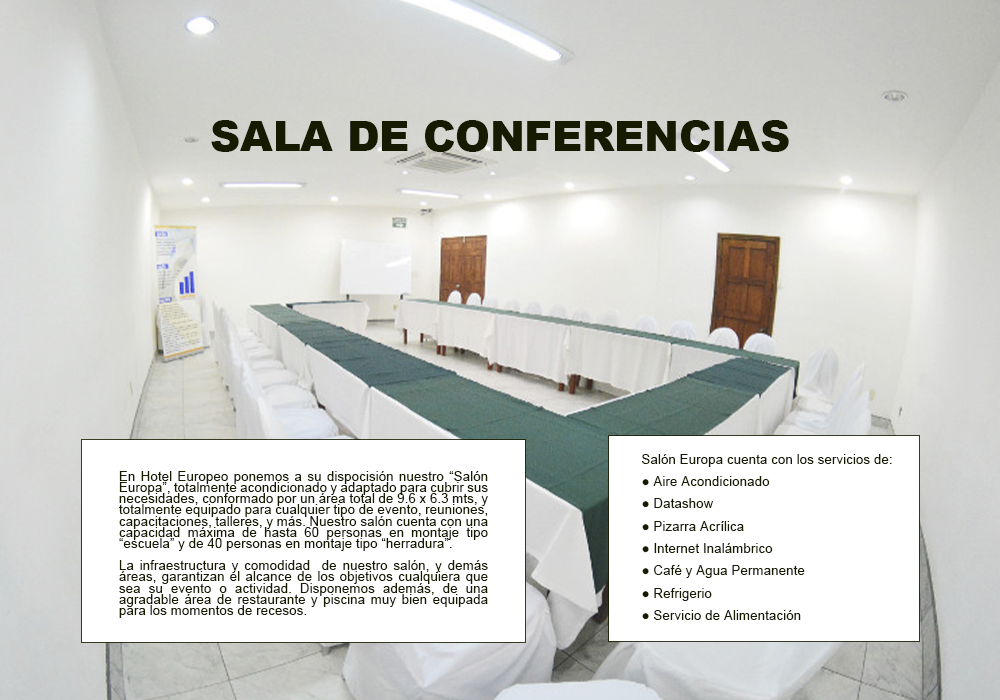 SALA DE CONFERENCIAS
En Hotel Europeo ponemos a su dispocisión nuestro “Salón
Europa”, totalmente acondicionado y adaptado para cubrir sus
necesidades, conformado por un área total de 9.6 x 6.3 mts, y
totalmente equipado para cualquier tipo de evento, reuniones,
capacitaciones, talleres, y más. Nuestro salón cuenta con una
capacidad máxima de hasta 60 personas en montaje tipo
“escuela” y de 40 personas en montaje tipo “herradura”.
La infraestructura y comodidad de nuestro salón, y demás
áreas, garantizan el alcance de los objetivos cualquiera que
sea su evento o actividad. Disponemos además, de una
agradable área de restaurante y piscina muy bien equipada
para los momentos de recesos.
Salón Europa cuenta con los servicios de:
● Aire Acondicionado
● Datashow
● Pizarra Acrílica
● Internet Inalámbrico
● Café y Agua Permanente
● Refrigerio
● Servicio de Alimentación